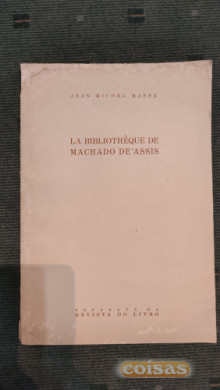 JEAN MICHEL MASSA
LA BIBLIOTHÈQUE DE
MACHADO DE ASSIS
SEPARATA DA
REVISTA DO LIVRO
coisas